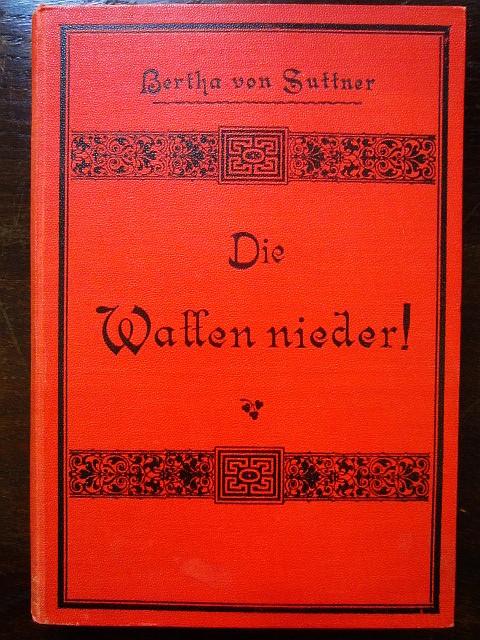 Bertha von Suttner
Die
Waffen nieder!